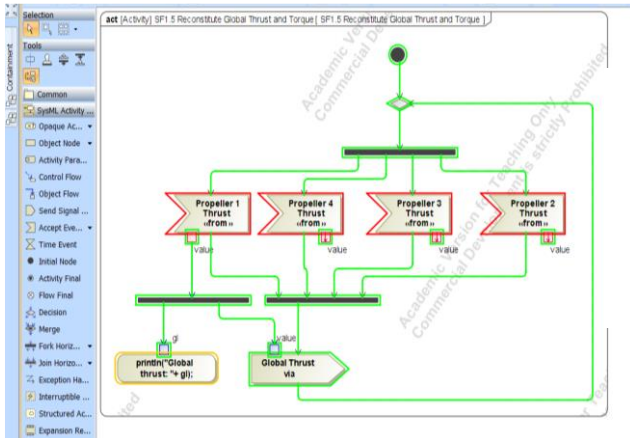 Selection
Tools
Containment
Common
SysML Activity ...
Opaque Ac...
Object Node
Activity Para...
Control Flow
Object Flow
Send Signal ...
Accept Eve...
Time Event
Initial Node
Activity Final
Flow Final
Decision
Merge
Fork Horiz...
Join Horizo...
Exception Ha...
Interruptible ...
Structured Ac...
Expansion Re...
act [Activity] SF1.5 Reconstitute Global Thrust and Torque [ SF1.5 Reconstitute Global Thrust and Torque ]
Propeller 1
Thrust
«from »
value
Propeller 4
Thrust
«from »
value
Propeller 3
Thrust
«from »
value
Propeller 2
Thrust
«from »
value
gl
println("Global
thrust: "+ gl);
value
Global Thrust
via
Academic Version for Teaching Only
Commercial Development is strictly Prohibited